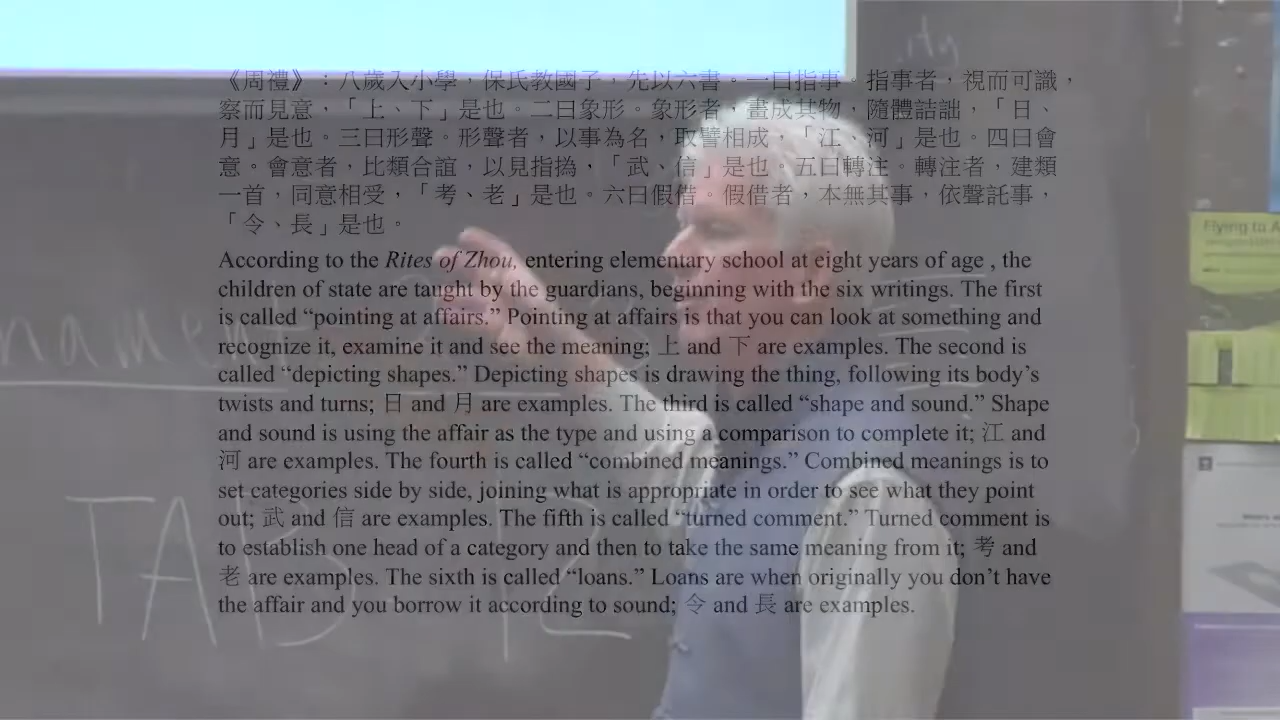 《周禮》：八歲入小學，保氏教國子，先以六書。一曰指事。指事者，視而可識，
察而見意，「上、下」是也。二曰象形。象形者，畫成其物，隨體詰詘，「日、
月」是也。三曰形聲。形聲者，以事為名，取譬相成，「江、河」是也。四曰會
意。會意者，比類合誼，以見指撝，「武、信」是也。五曰轉注。轉注者，建類
一首，同意相受，「考、老」是也。六曰假借。假借者，本無其事，依聲託事，
「令、長」是也。
According to the Rites of Zhou, entering elementary school at eight years of age , the
children of state are taught by the guardians, beginning with the six writings. The first
is called “pointing at affairs.” Pointing at affairs is that you can look at something and
recognize it, examine it and see the meaning; 上 and 下 are examples. The second is
called “depicting shapes.” Depicting shapes is drawing the thing, following its body’s
twists and turns; 日 and 月 are examples. The third is called “shape and sound.” Shape
and sound is using the affair as the type and using a comparison to complete it; 江 and
河 are examples. The fourth is called “combined meanings.” Combined meanings is to
set categories side by side, joining what is appropriate in order to see what they point
out; 武 and 信 are examples. The fifth is called “turned comment.” Turned comment is
to establish one head of a category and then to take the same meaning from it; 考 and
老 are examples. The sixth is called “loans.” Loans are when originally you don’t have
the affair and you borrow it according to sound; 令 and 長 are examples.
Flying to A
TAB